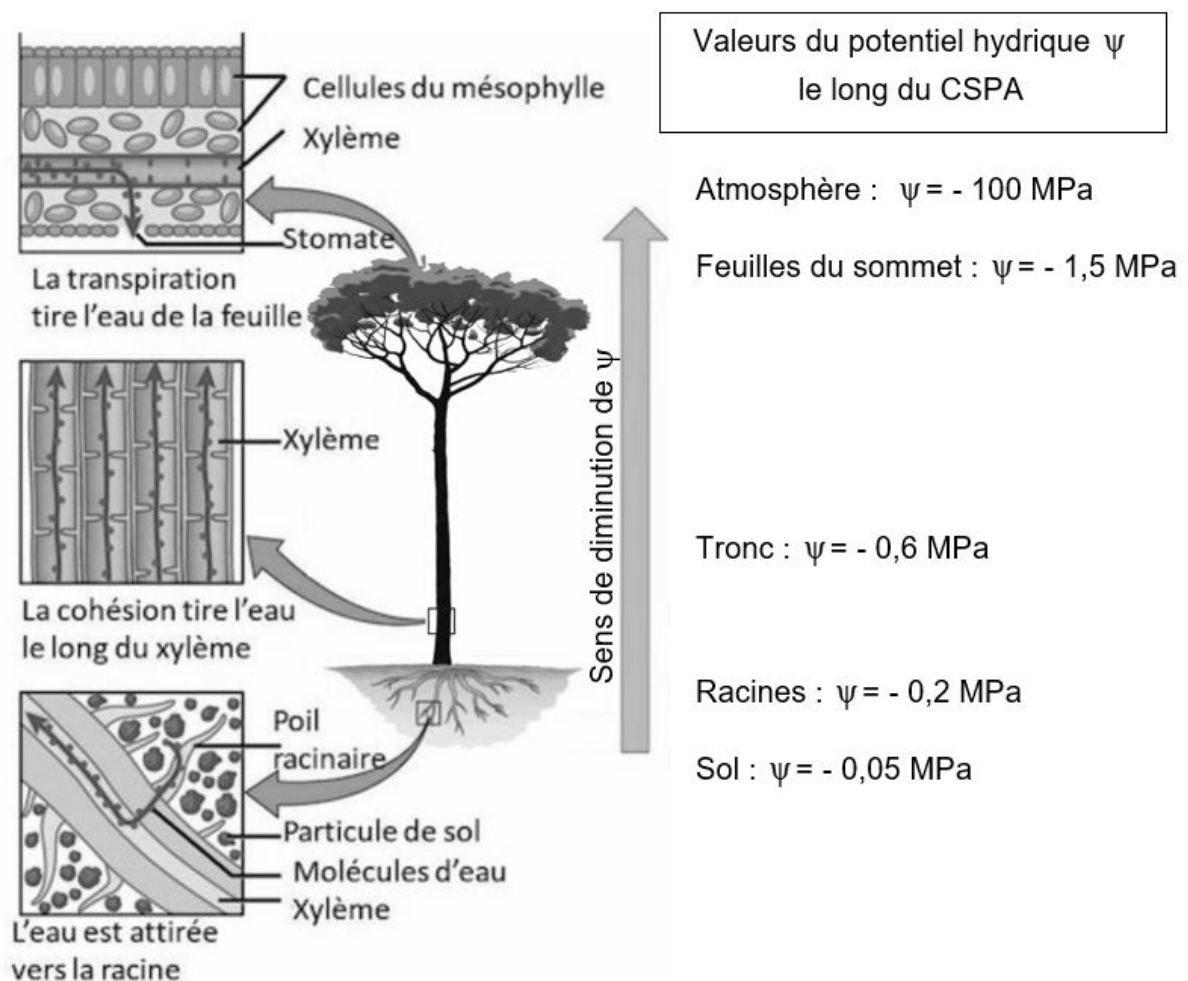 Valeurs du potentiel hydrique ψ
le long du CSPA
Cellules du mésophylle
Xylème
Stomate
La transpiration
tire l'eau de la feuille
Xylème
La cohésion tire l'eau
le long du xylème
Poil
racinaire
Particule de sol
Molécules d'eau
Xylème
L'eau est attirée
vers la racine
Sens de diminution de ψ
Atmosphère : ψ = - 100 MPa
Feuilles du sommet : ψ = - 1,5 MPa
Tronc : ψ = - 0,6 MPa
Racines : ψ = - 0,2 MPa
Sol : ψ = - 0,05 MPa